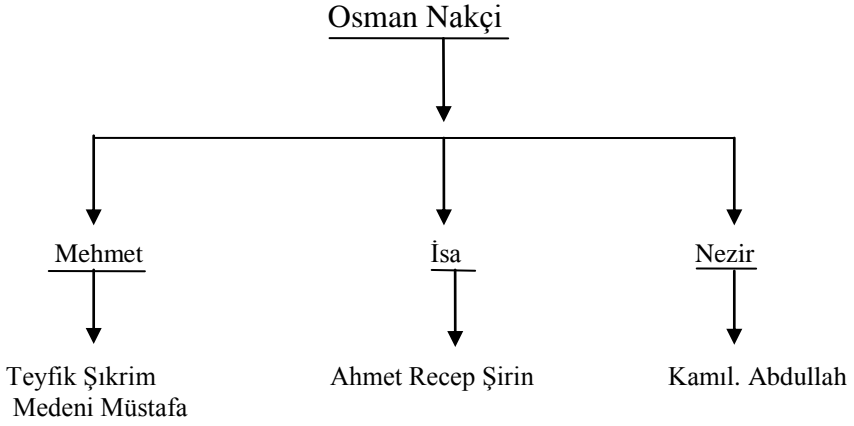 Osman Nakçi
Mehmet
İsa
Nezir
Teyfik Şıkrim
Medeni Müstafa
Ahmet Recep Şirin
Kamıl. Abdullah